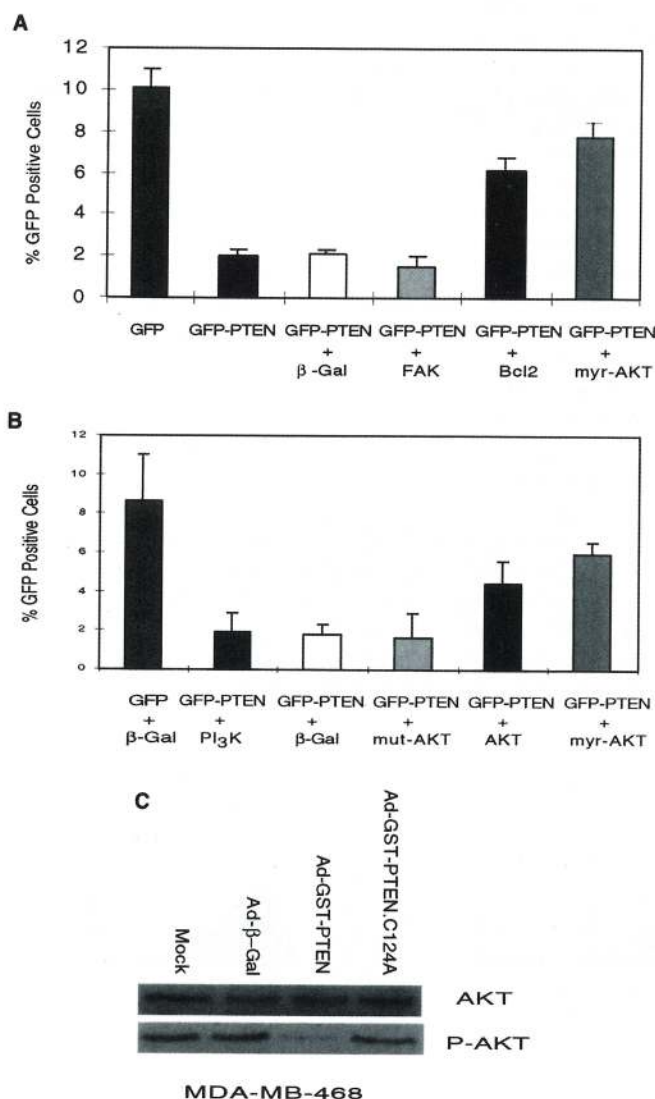 A
12
10
8
6
4
2
0
% GFP Positive Cells
GFP GFP-PTEN GFP-PTEN GFP-PTEN GFP-PTEN GFP-PTEN
+ + + +
β -Gal FAK Bcl2 myr-AKT
B
12
10
8
6
4
2
0
% GFP Positive Cells
GFP GFP-PTEN GFP-PTEN GFP-PTEN GFP-PTEN GFP-PTEN
+ + + + + +
β-Gal PI₃K β-Gal mut-AKT AKT myr-AKT
C
Mock
Ad-β-Gal
Ad-GST-PTEN
Ad-GST-PTEN.C124A
AKT
P-AKT
MDA-MB-468